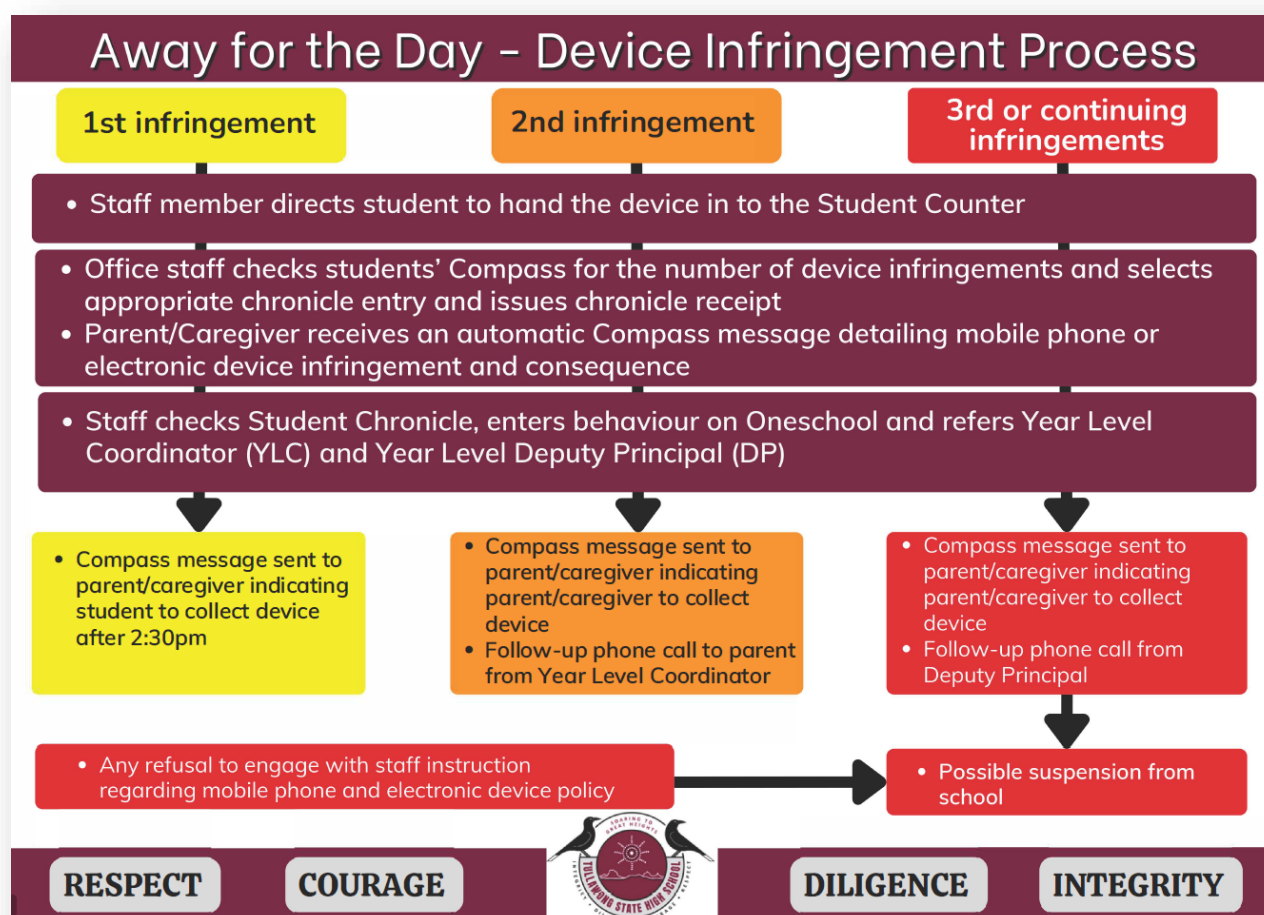 Away for the Day – Device Infringement Process
1st infringement
2nd infringement
3rd or continuing
infringements
• Staff member directs student to hand the device in to the Student Counter
• Office staff checks students' Compass for the number of device infringements and selects
appropriate chronicle entry and issues chronicle receipt
• Parent/Caregiver receives an automatic Compass message detailing mobile phone or
electronic device infringement and consequence
• Staff checks Student Chronicle, enters behaviour on Oneschool and refers Year Level
Coordinator (YLC) and Year Level Deputy Principal (DP)
• Compass message sent to
parent/caregiver indicating
student to collect device
after 2:30pm
• Compass message sent to
parent/caregiver indicating
parent/caregiver to collect
device
• Follow-up phone call to parent
from Year Level Coordinator
• Compass message sent to
parent/caregiver indicating
parent/caregiver to collect
device
• Follow-up phone call from
Deputy Principal
• Any refusal to engage with staff instruction
regarding mobile phone and electronic device policy
• Possible suspension from
school
SOARING TO
GREAT HEIGHTS
TULLAWONG STATE HIGH SCHOOL
RESPECT
COURAGE
DILIGENCE
INTEGRITY